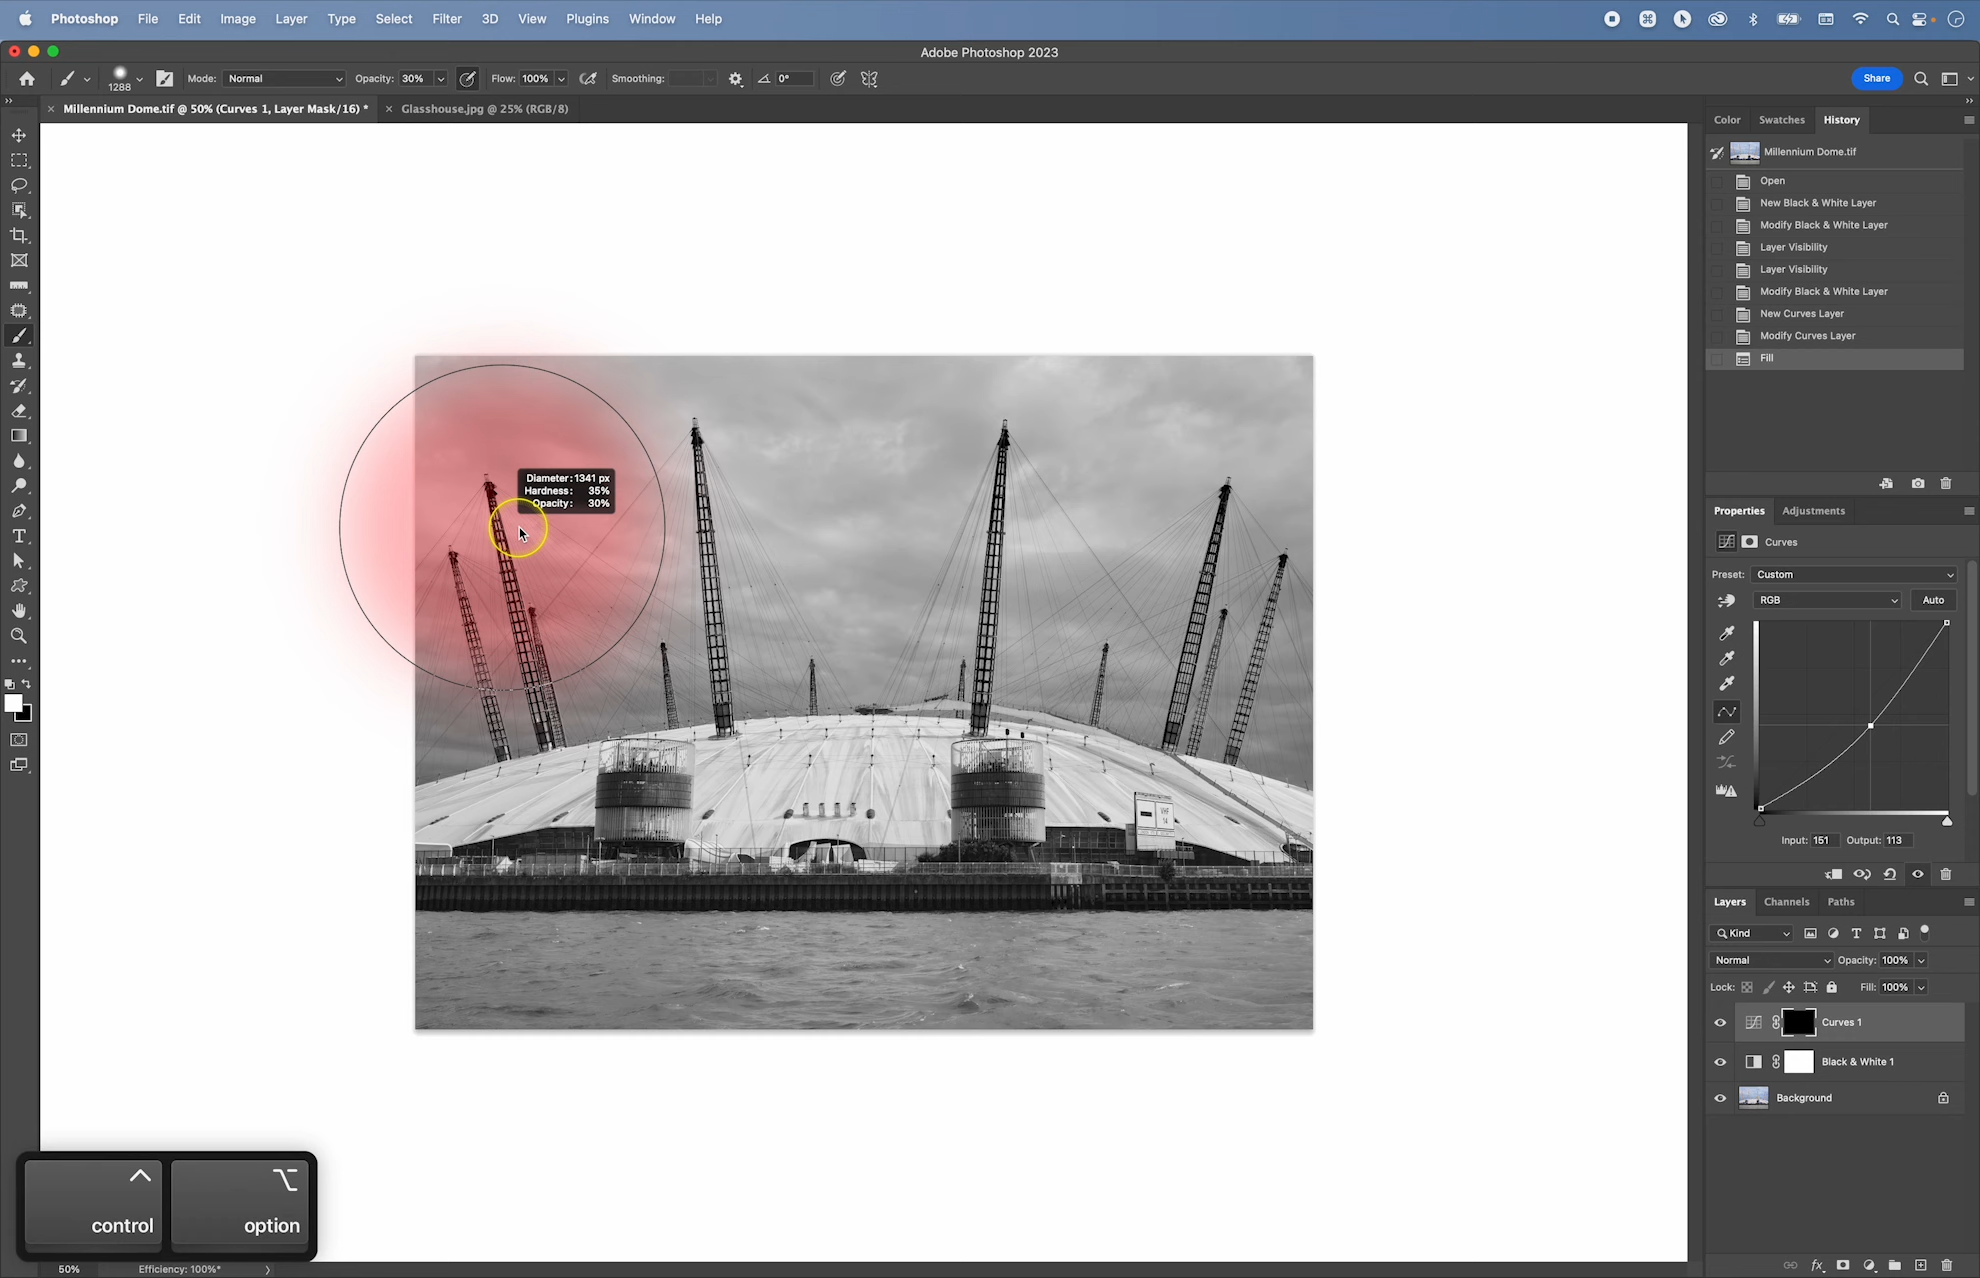 Photoshop File Edit Image Layer Type Select Filter 3D View Plugins Window Help
Adobe Photoshop 2023
1288 Mode: Normal Opacity: 30% Flow: 100% Smoothing: 0° Share
Millennium Dome.tif @ 50% (Curves 1, Layer Mask/16) * Glasshouse.jpg @ 25% (RGB/8)
Color Swatches History
Millennium Dome.tif
Open
New Black & White Layer
Modify Black & White Layer
Layer Visibility
Layer Visibility
Modify Black & White Layer
New Curves Layer
Modify Curves Layer
Fill
Diameter: 1341 px
Hardness: 35%
Opacity: 30%
Properties Adjustments
Curves
Preset: Custom
RGB Auto
Input: 151 Output: 113
Layers Channels Paths
Kind
Normal Opacity: 100%
Lock: Fill: 100%
Curves 1
Black & White 1
Background
control option
50% Efficiency: 100%*